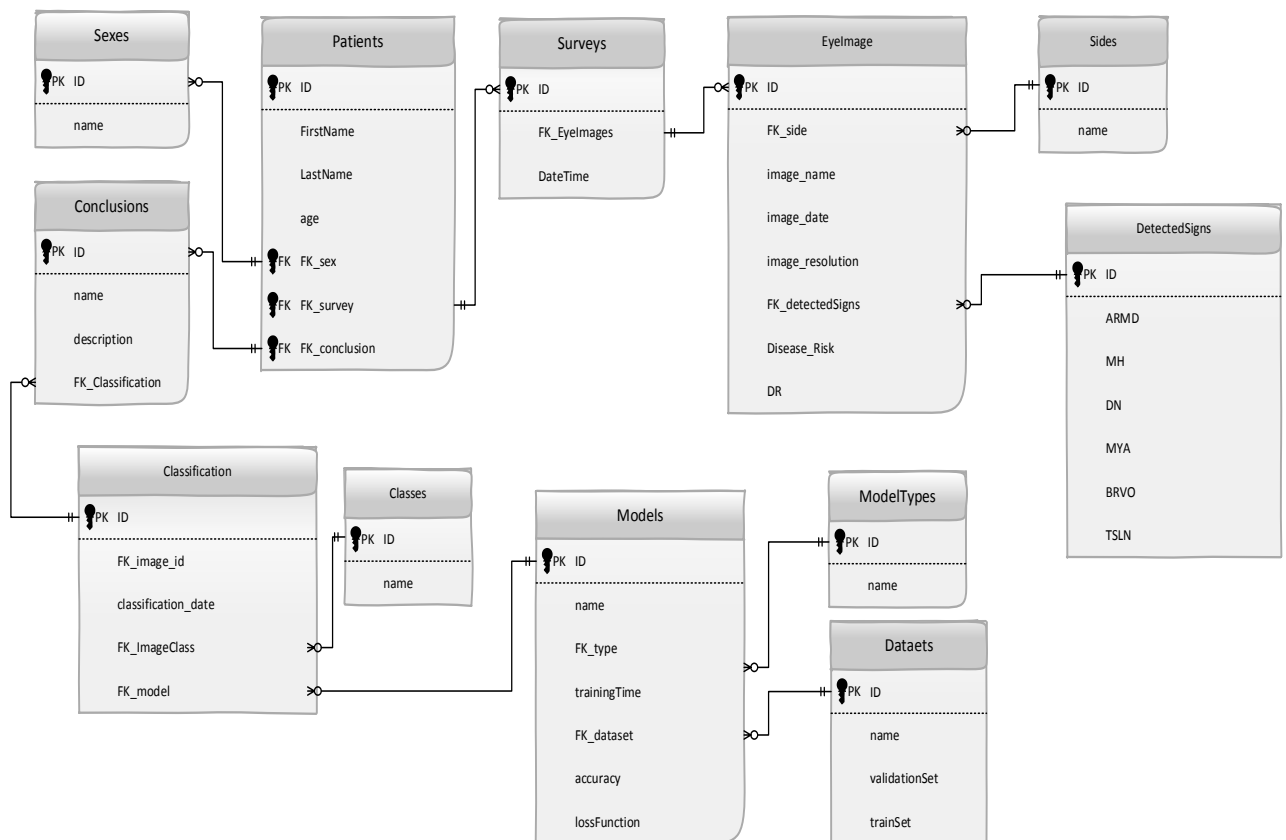 Sexes
PK ID
name
Patients
PK ID
FirstName
LastName
age
FK FK_sex
FK FK_survey
FK FK_conclusion
Surveys
PK ID
FK_EyeImages
DateTime
EyeImage
PK ID
FK_side
image_name
image_date
image_resolution
FK_detectedSigns
Disease_Risk
DR
Sides
PK ID
name
Conclusions
PK ID
name
description
FK_Classification
DetectedSigns
PK ID
ARMD
MH
DN
MYA
BRVO
TSLN
Classification
PK ID
FK_image_id
classification_date
FK_ImageClass
FK_model
Classes
PK ID
name
Models
PK ID
name
FK_type
trainingTime
FK_dataset
accuracy
lossFunction
ModelTypes
PK ID
name
Dataets
PK ID
name
validationSet
trainSet